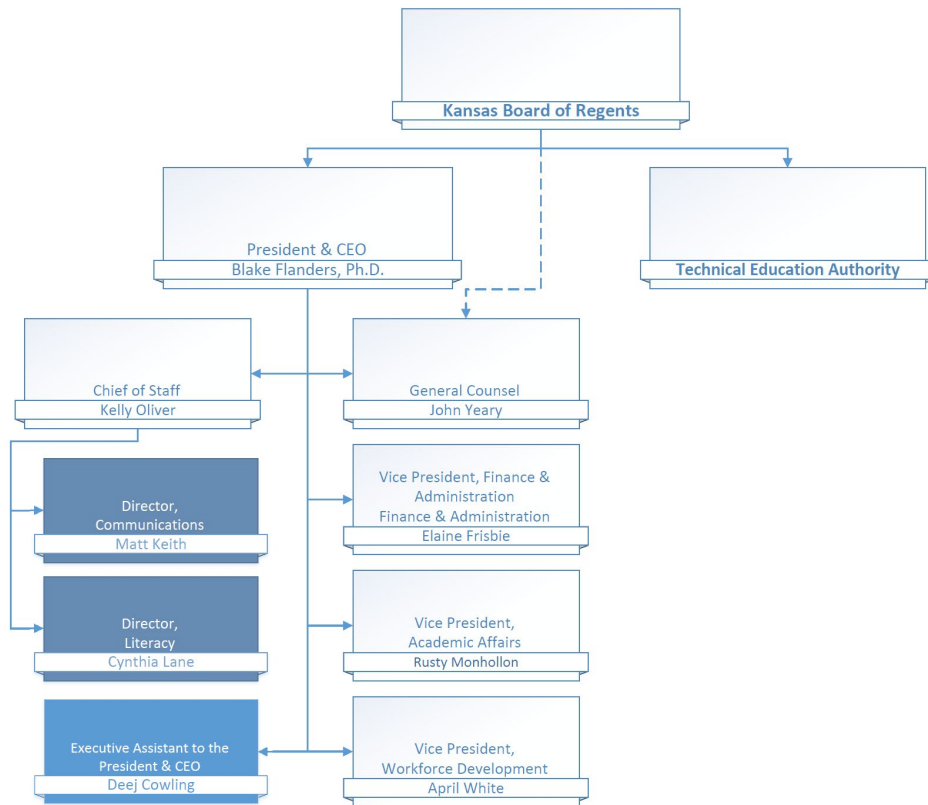 Kansas Board of Regents
President & CEO
Blake Flanders, Ph.D.
Technical Education Authority
Chief of Staff
Kelly Oliver
General Counsel
John Yeary
Director,
Communications
Matt Keith
Vice President, Finance &
Administration
Finance & Administration
Elaine Frisbie
Director,
Literacy
Cynthia Lane
Vice President,
Academic Affairs
Rusty Monhollon
Executive Assistant to the
President & CEO
Deej Cowling
Vice President,
Workforce Development
April White